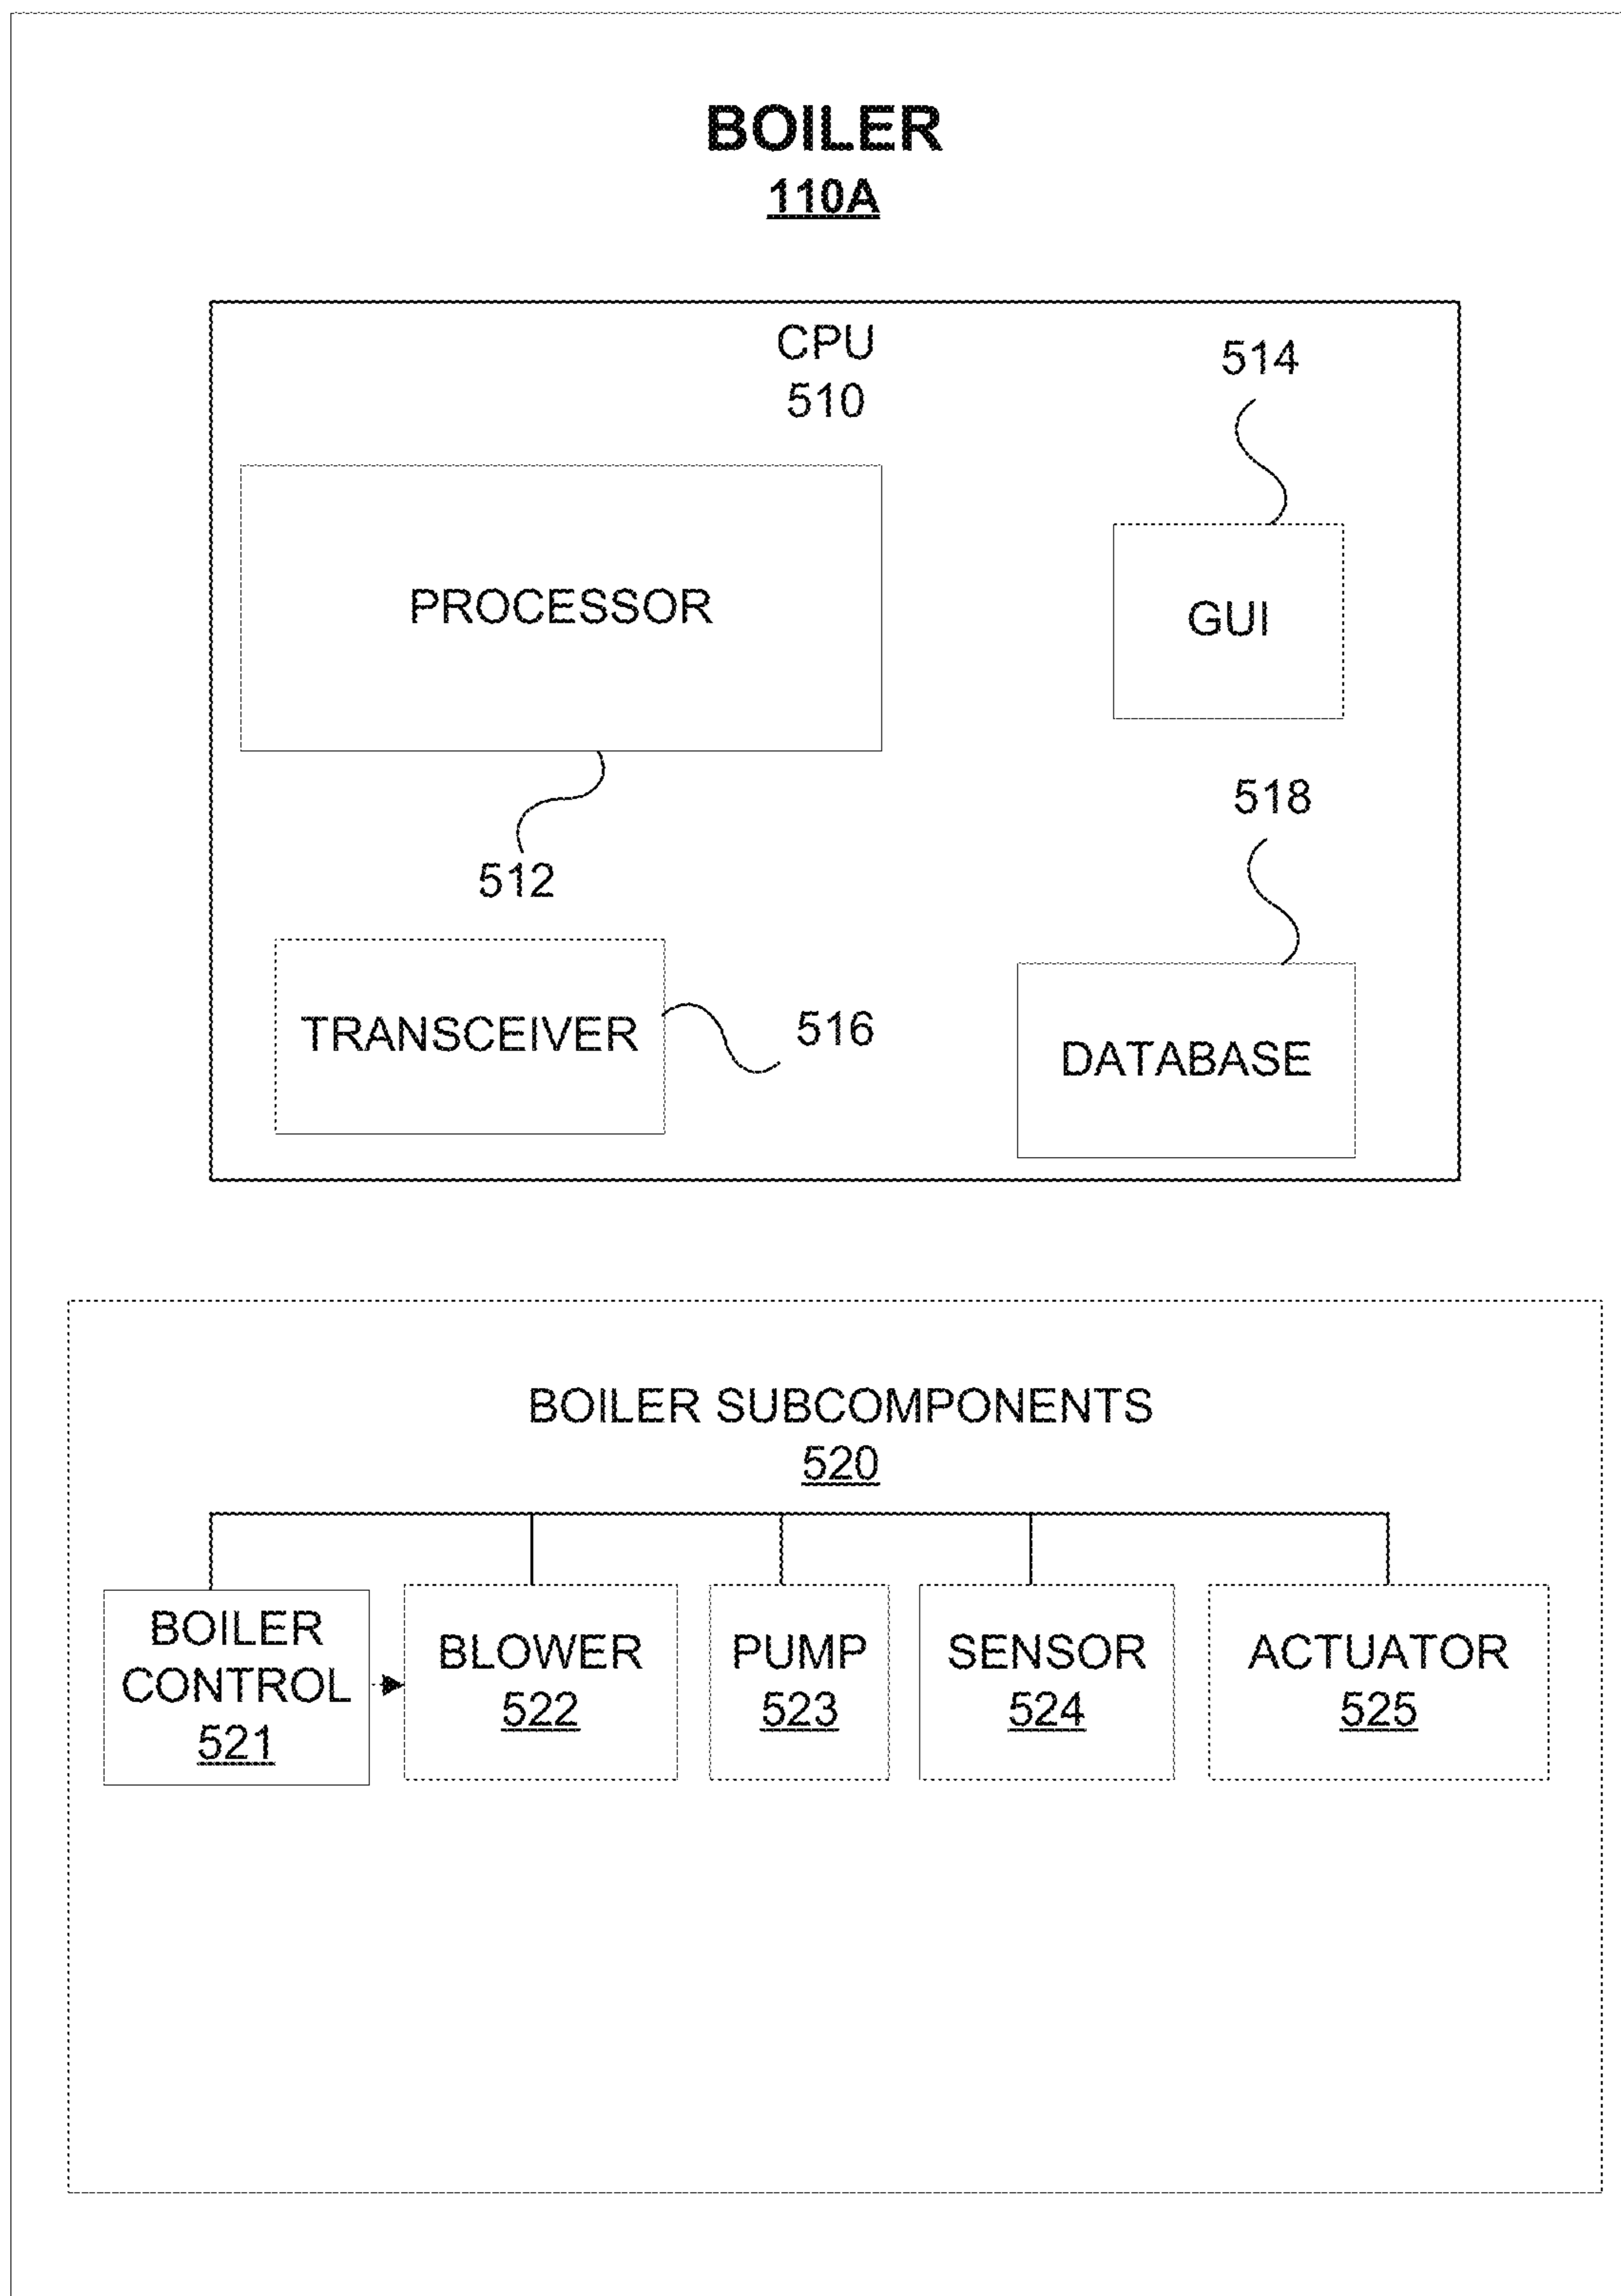 BOILER
110A
CPU
510
514
PROCESSOR
GUI
512
518
TRANSCEIVER
516
DATABASE
BOILER SUBCOMPONENTS
520
BOILER
CONTROL
521
BLOWER
522
PUMP
523
SENSOR
524
ACTUATOR
525